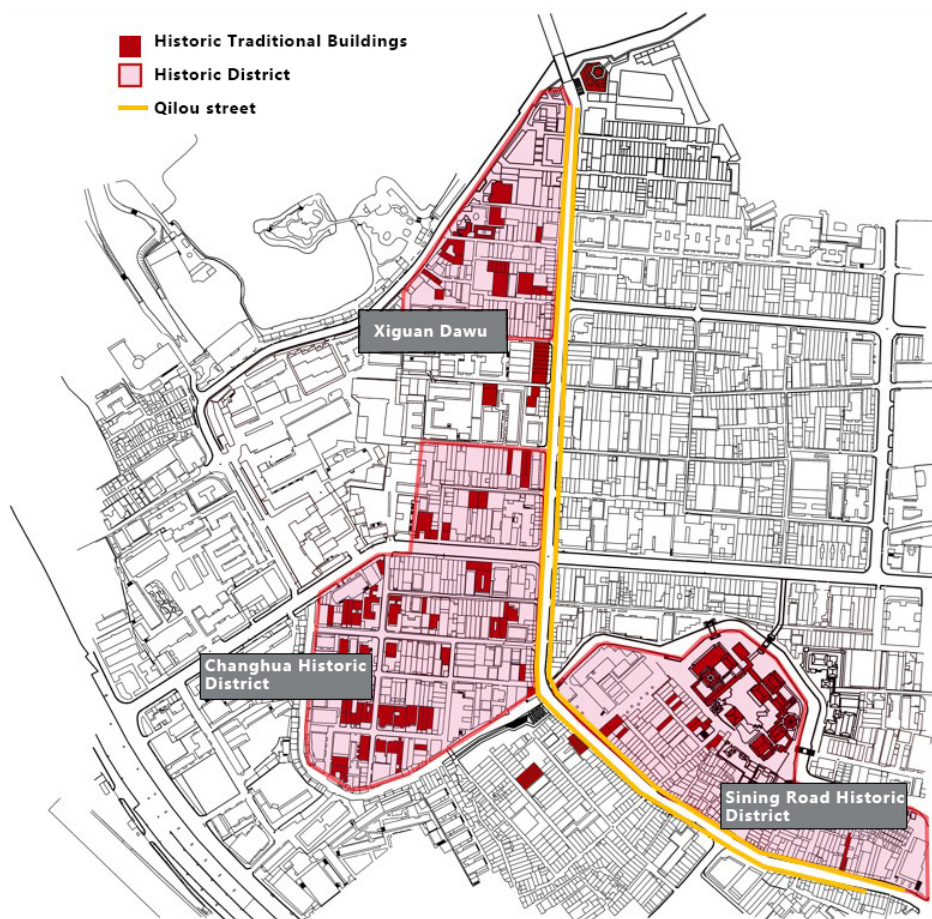 Historic Traditional Buildings
Historic District
Qilou street
Xiguan Dawu
Changhua Historic
District
Sining Road Historic
District